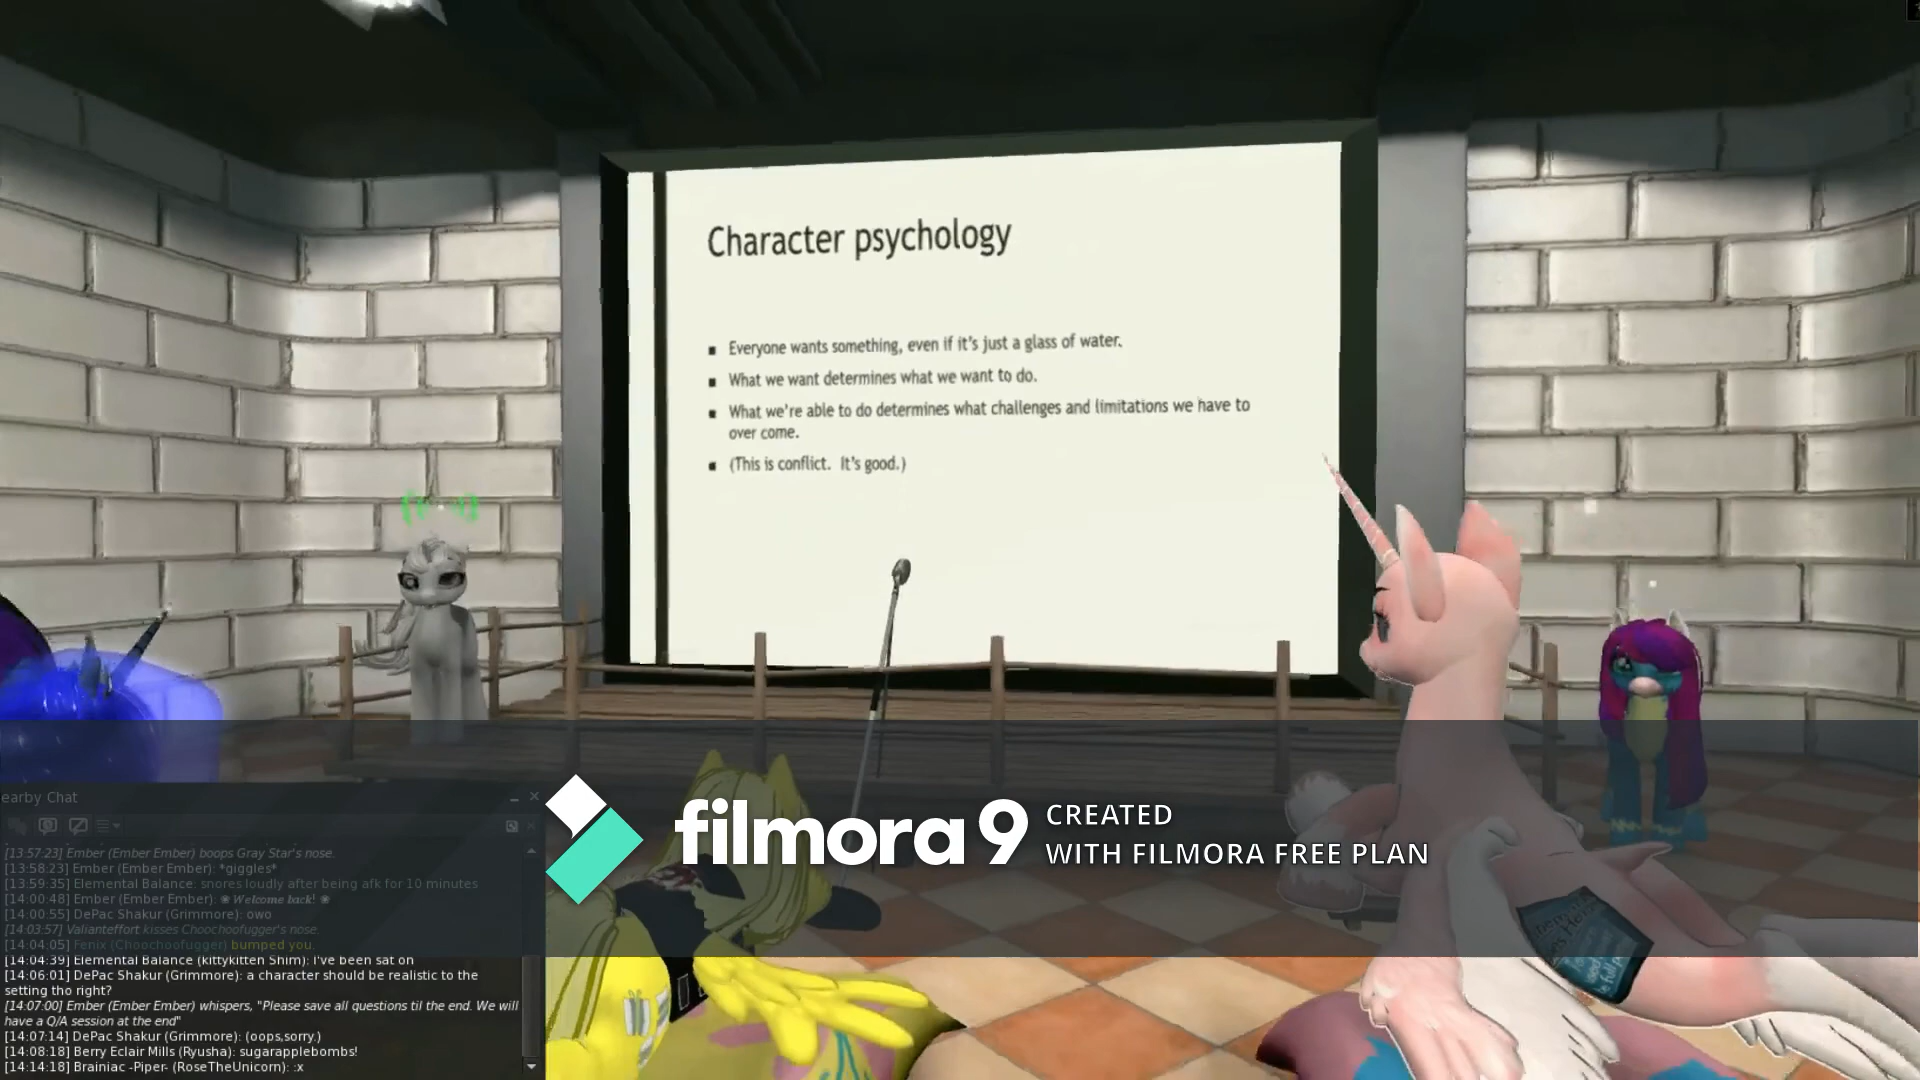 Character psychology
Everyone wants something, even if it's just a glass of water.
What we want determines what we want to do.
What we're able to do determines what challenges and limitations we have to
over come.
(This is conflict. It's good.)
filmora 9
CREATED
WITH FILMORA FREE PLAN
earby Chat
[13:57:23] Ember (Ember Ember) boops Gray Star's nose.
[13:58:23] Ember (Ember Ember): *giggles*
[13:59:35] Elemental Balance: snores loudly after being afk for 10 minutes
[14:00:48] Ember (Ember Ember): ❀ Welcome back! ❀
[14:00:55] DePac Shakur (Grimmore): owo
[14:03:57] Valianteffort kisses Choochoofugger's nose.
[14:04:05] Fenix (Choochoofugger) bumped you.
[14:04:39] Elemental Balance (kittykitten Shim): I've been sat on
[14:06:01] DePac Shakur (Grimmore): a character should be realistic to the
setting tho right?
[14:07:00] Ember (Ember Ember) whispers, "Please save all questions til the end. We will
have a Q/A session at the end"
[14:07:14] DePac Shakur (Grimmore): (oops,sorry.)
[14:08:18] Berry Eclair Mills (Ryusha): sugarapplebombs!
[14:14:18] Brainiac -Piper- (RoseTheUnicorn): :x